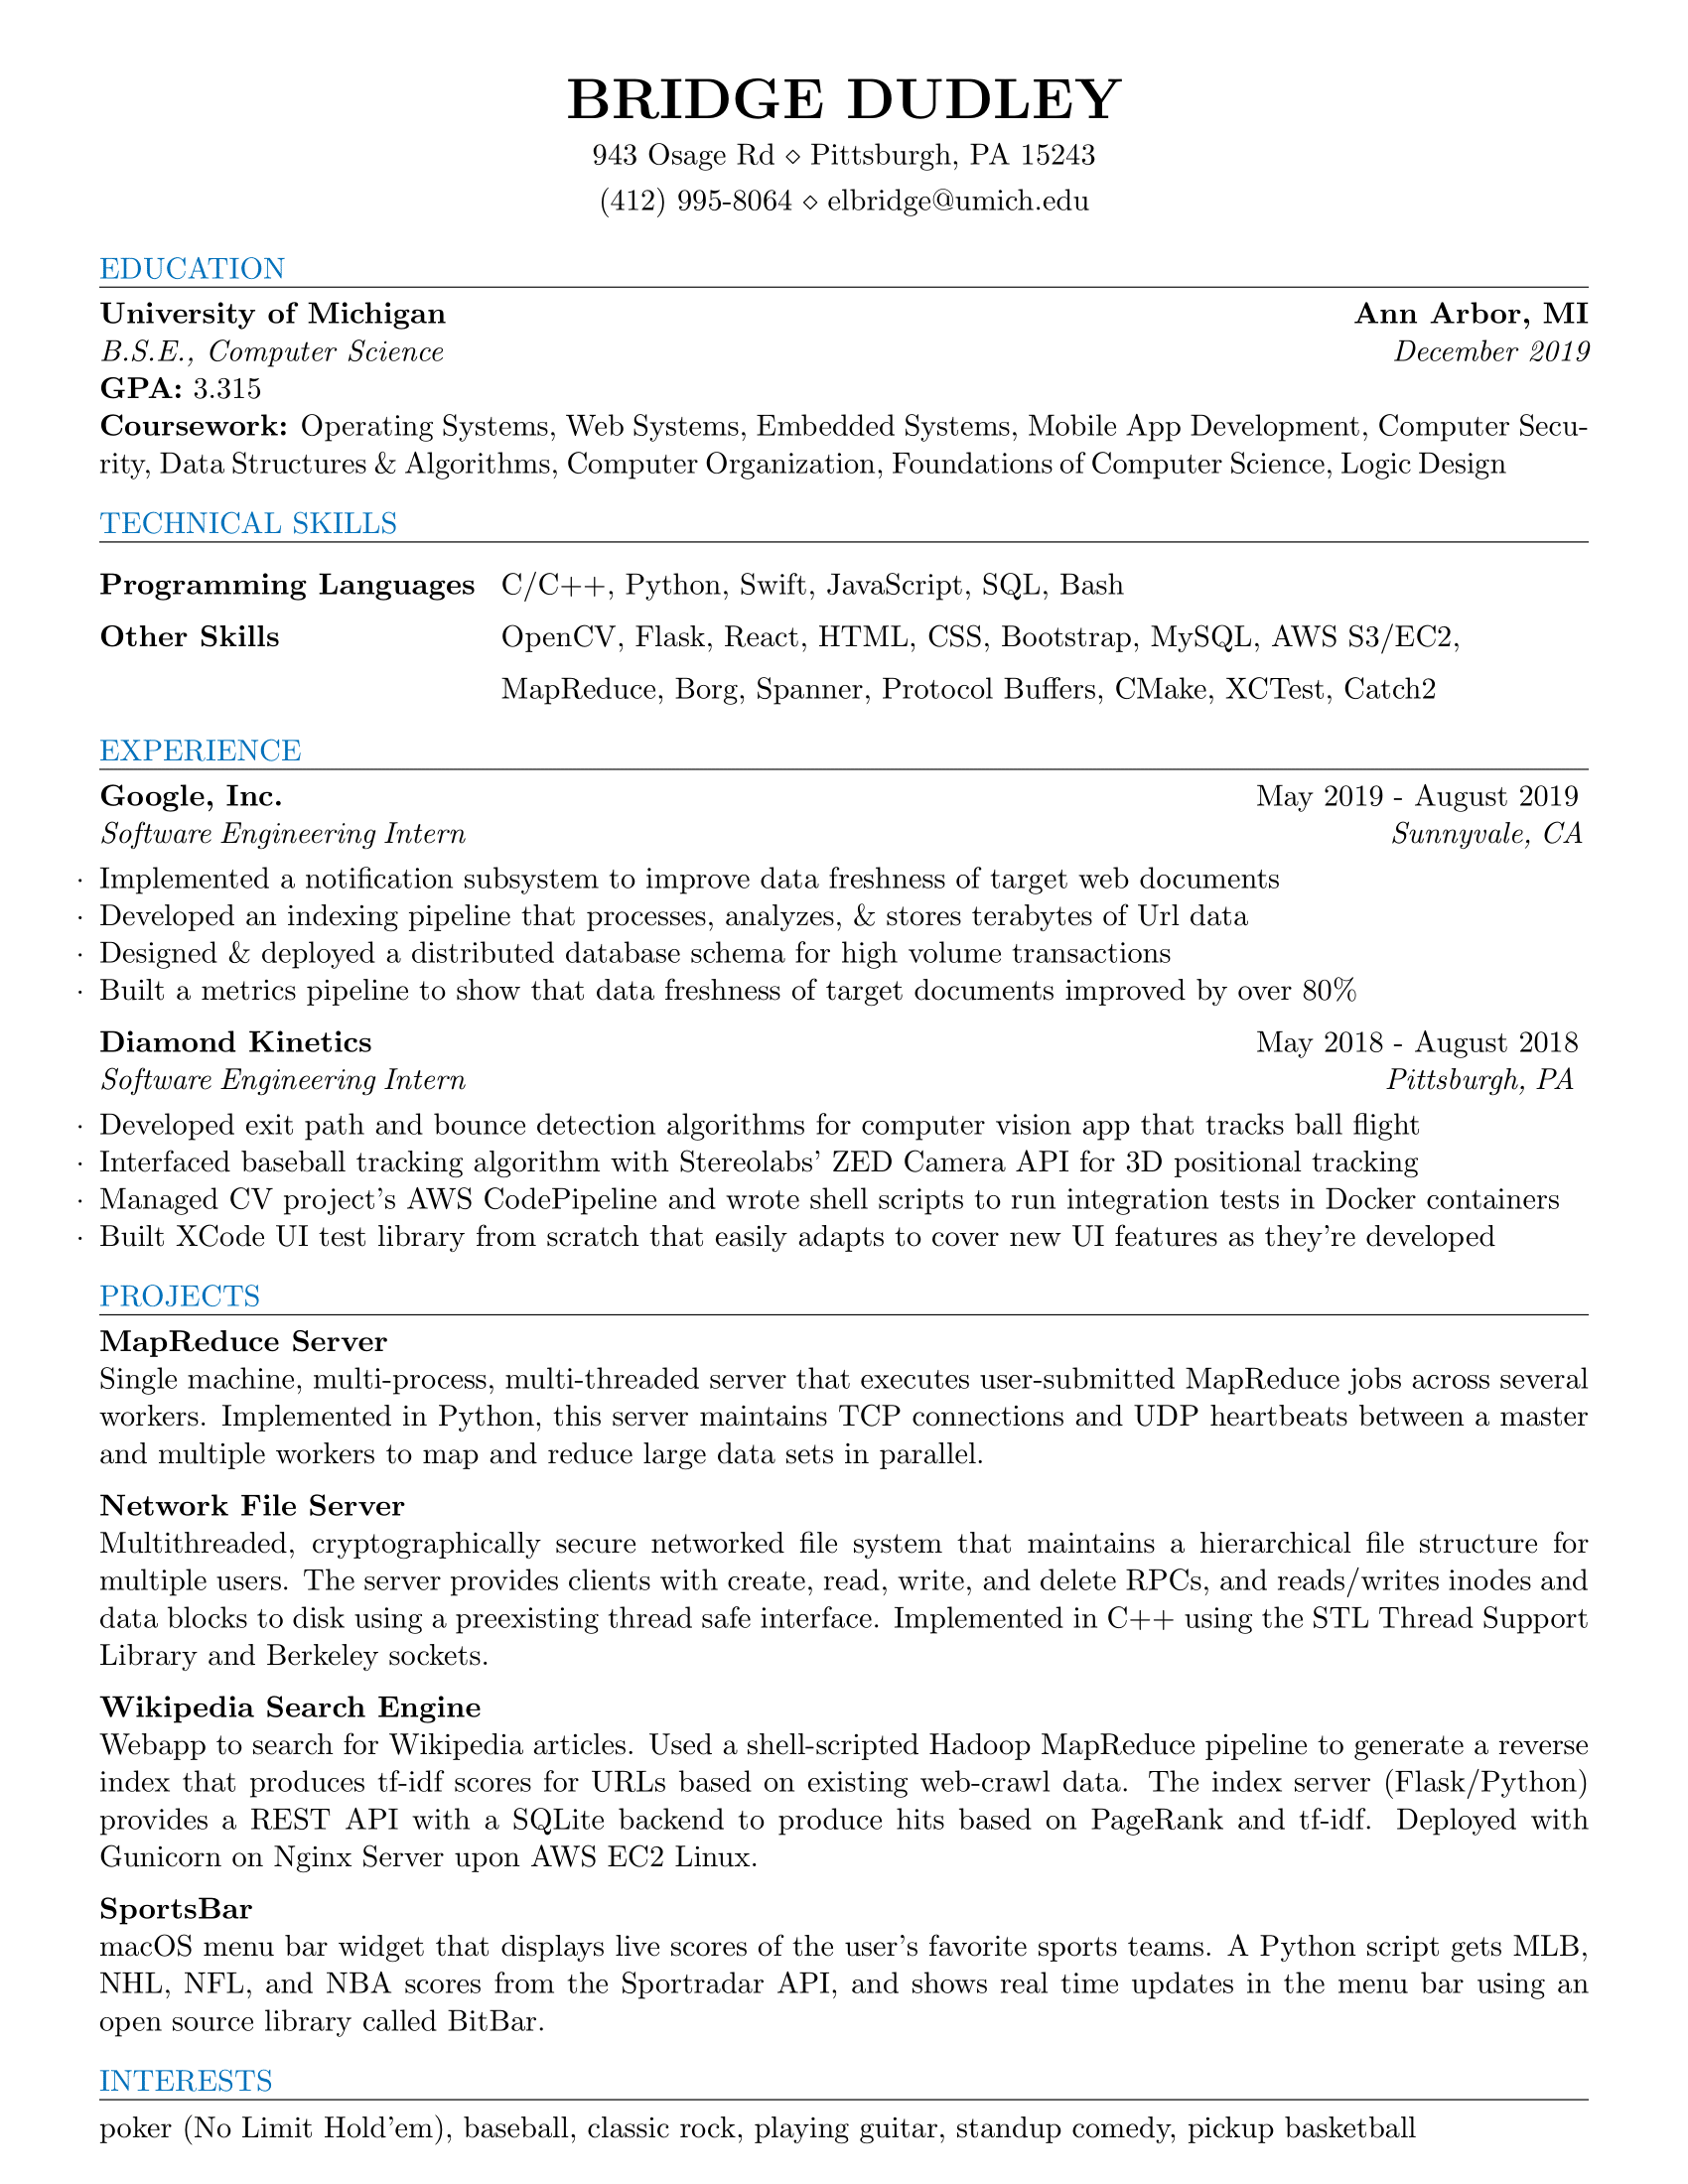 BRIDGE DUDLEY
943 Osage Rd ⋄ Pittsburgh, PA 15243
(412) 995-8064 ⋄ elbridge@umich.edu
EDUCATION
University of Michigan Ann Arbor, MI
B.S.E., Computer Science December 2019
GPA: 3.315
Coursework: Operating Systems, Web Systems, Embedded Systems, Mobile App Development, Computer Secu-
rity, Data Structures & Algorithms, Computer Organization, Foundations of Computer Science, Logic Design
TECHNICAL SKILLS
Programming Languages C/C++, Python, Swift, JavaScript, SQL, Bash
Other Skills OpenCV, Flask, React, HTML, CSS, Bootstrap, MySQL, AWS S3/EC2,
MapReduce, Borg, Spanner, Protocol Buffers, CMake, XCTest, Catch2
EXPERIENCE
Google, Inc. May 2019 - August 2019
Software Engineering Intern Sunnyvale, CA
· Implemented a notification subsystem to improve data freshness of target web documents
· Developed an indexing pipeline that processes, analyzes, & stores terabytes of Url data
· Designed & deployed a distributed database schema for high volume transactions
· Built a metrics pipeline to show that data freshness of target documents improved by over 80%
Diamond Kinetics May 2018 - August 2018
Software Engineering Intern Pittsburgh, PA
· Developed exit path and bounce detection algorithms for computer vision app that tracks ball flight
· Interfaced baseball tracking algorithm with Stereolabs' ZED Camera API for 3D positional tracking
· Managed CV project's AWS CodePipeline and wrote shell scripts to run integration tests in Docker containers
· Built XCode UI test library from scratch that easily adapts to cover new UI features as they're developed
PROJECTS
MapReduce Server
Single machine, multi-process, multi-threaded server that executes user-submitted MapReduce jobs across several
workers. Implemented in Python, this server maintains TCP connections and UDP heartbeats between a master
and multiple workers to map and reduce large data sets in parallel.
Network File Server
Multithreaded, cryptographically secure networked file system that maintains a hierarchical file structure for
multiple users. The server provides clients with create, read, write, and delete RPCs, and reads/writes inodes and
data blocks to disk using a preexisting thread safe interface. Implemented in C++ using the STL Thread Support
Library and Berkeley sockets.
Wikipedia Search Engine
Webapp to search for Wikipedia articles. Used a shell-scripted Hadoop MapReduce pipeline to generate a reverse
index that produces tf-idf scores for URLs based on existing web-crawl data. The index server (Flask/Python)
provides a REST API with a SQLite backend to produce hits based on PageRank and tf-idf. Deployed with
Gunicorn on Nginx Server upon AWS EC2 Linux.
SportsBar
macOS menu bar widget that displays live scores of the user's favorite sports teams. A Python script gets MLB,
NHL, NFL, and NBA scores from the Sportradar API, and shows real time updates in the menu bar using an
open source library called BitBar.
INTERESTS
poker (No Limit Hold'em), baseball, classic rock, playing guitar, standup comedy, pickup basketball